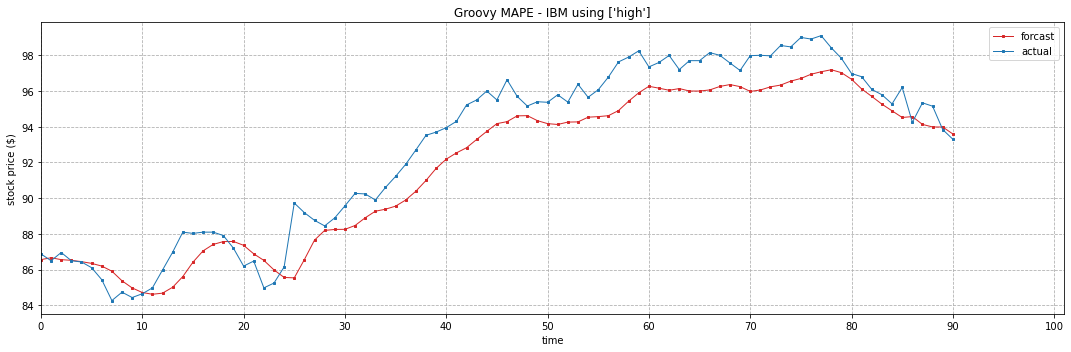 Groovy MAPE - IBM using ['high']
forcast
actual
98
96
94
92
90
88
86
84
stock price ($)
0 10 20 30 40 50 60 70 80 90 100
time